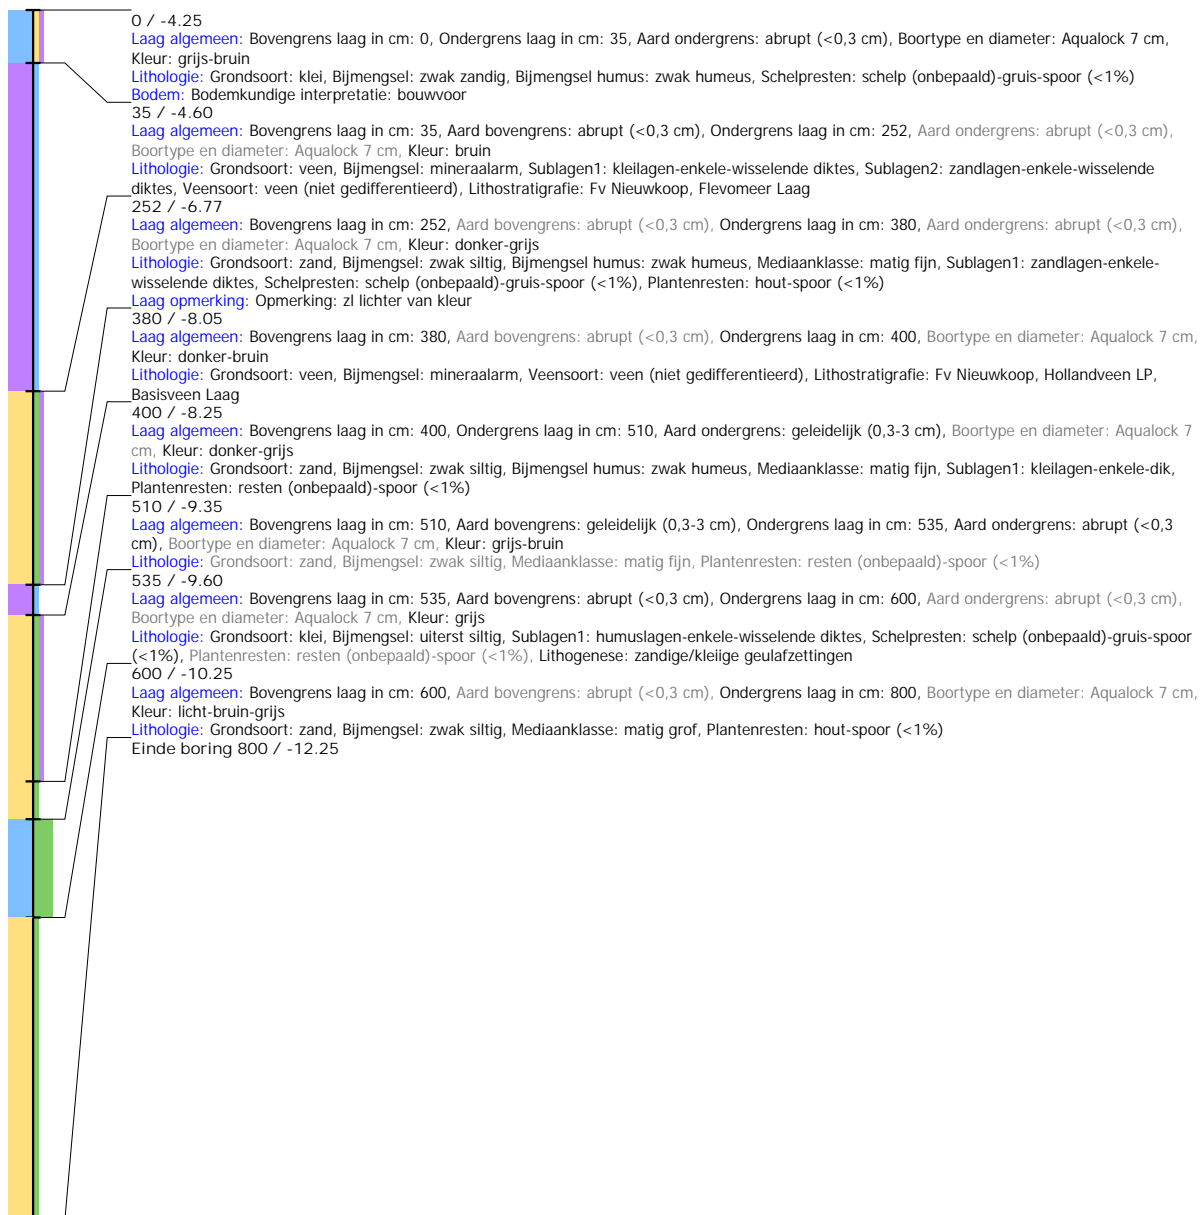 0 / -4.25
Laag algemeen: Bovengrens laag in cm: 0, Ondergrens laag in cm: 35, Aard ondergrens: abrupt (<0,3 cm), Boortype en diameter: Aqualock 7 cm,
Kleur: grijs-bruin
Lithologie: Grondsoort: klei, Bijmengsel: zwak zandig, Bijmengsel humus: zwak humeus, Schelpresten: schelp (onbepaald)-gruis-spoor (<1%)
Bodem: Bodemkundige interpretatie: bouwvoor
35 / -4.60
Laag algemeen: Bovengrens laag in cm: 35, Aard bovengrens: abrupt (<0,3 cm), Ondergrens laag in cm: 252, Aard ondergrens: abrupt (<0,3 cm),
Boortype en diameter: Aqualock 7 cm, Kleur: bruin
Lithologie: Grondsoort: veen, Bijmengsel: mineraalarm, Sublagen1: kleilagen-enkele-wisselende diktes, Sublagen2: zandlagen-enkele-wisselende
diktes, Veensoort: veen (niet gedifferentieerd), Lithostratigrafie: Fv Nieuwkoop, Flevomeer Laag
252 / -6.77
Laag algemeen: Bovengrens laag in cm: 252, Aard bovengrens: abrupt (<0,3 cm), Ondergrens laag in cm: 380, Aard ondergrens: abrupt (<0,3 cm),
Boortype en diameter: Aqualock 7 cm, Kleur: donker-grijs
Lithologie: Grondsoort: zand, Bijmengsel: zwak siltig, Bijmengsel humus: zwak humeus, Mediaanklasse: matig fijn, Sublagen1: zandlagen-enkele-
wisselende diktes, Schelpresten: schelp (onbepaald)-gruis-spoor (<1%), Plantenresten: hout-spoor (<1%)
Laag opmerking: Opmerking: zl lichter van kleur
380 / -8.05
Laag algemeen: Bovengrens laag in cm: 380, Aard bovengrens: abrupt (<0,3 cm), Ondergrens laag in cm: 400, Boortype en diameter: Aqualock 7 cm,
Kleur: donker-bruin
Lithologie: Grondsoort: veen, Bijmengsel: mineraalarm, Veensoort: veen (niet gedifferentieerd), Lithostratigrafie: Fv Nieuwkoop, Hollandveen LP,
Basisveen Laag
400 / -8.25
Laag algemeen: Bovengrens laag in cm: 400, Ondergrens laag in cm: 510, Aard ondergrens: geleidelijk (0,3-3 cm), Boortype en diameter: Aqualock 7
cm, Kleur: donker-grijs
Lithologie: Grondsoort: zand, Bijmengsel: zwak siltig, Bijmengsel humus: zwak humeus, Mediaanklasse: matig fijn, Sublagen1: kleilagen-enkele-dik,
Plantenresten: resten (onbepaald)-spoor (<1%)
510 / -9.35
Laag algemeen: Bovengrens laag in cm: 510, Aard bovengrens: geleidelijk (0,3-3 cm), Ondergrens laag in cm: 535, Aard ondergrens: abrupt (<0,3
cm), Boortype en diameter: Aqualock 7 cm, Kleur: grijs-bruin
Lithologie: Grondsoort: zand, Bijmengsel: zwak siltig, Mediaanklasse: matig fijn, Plantenresten: resten (onbepaald)-spoor (<1%)
535 / -9.60
Laag algemeen: Bovengrens laag in cm: 535, Aard bovengrens: abrupt (<0,3 cm), Ondergrens laag in cm: 600, Aard ondergrens: abrupt (<0,3 cm),
Boortype en diameter: Aqualock 7 cm, Kleur: grijs
Lithologie: Grondsoort: klei, Bijmengsel: uiterst siltig, Sublagen1: humuslagen-enkele-wisselende diktes, Schelpresten: schelp (onbepaald)-gruis-spoor
(<1%), Plantenresten: resten (onbepaald)-spoor (<1%), Lithogenese: zandige/kleiige geulafzettingen
600 / -10.25
Laag algemeen: Bovengrens laag in cm: 600, Aard bovengrens: abrupt (<0,3 cm), Ondergrens laag in cm: 800, Boortype en diameter: Aqualock 7 cm,
Kleur: licht-bruin-grijs
Lithologie: Grondsoort: zand, Bijmengsel: zwak siltig, Mediaanklasse: matig grof, Plantenresten: hout-spoor (<1%)
Einde boring 800 / -12.25